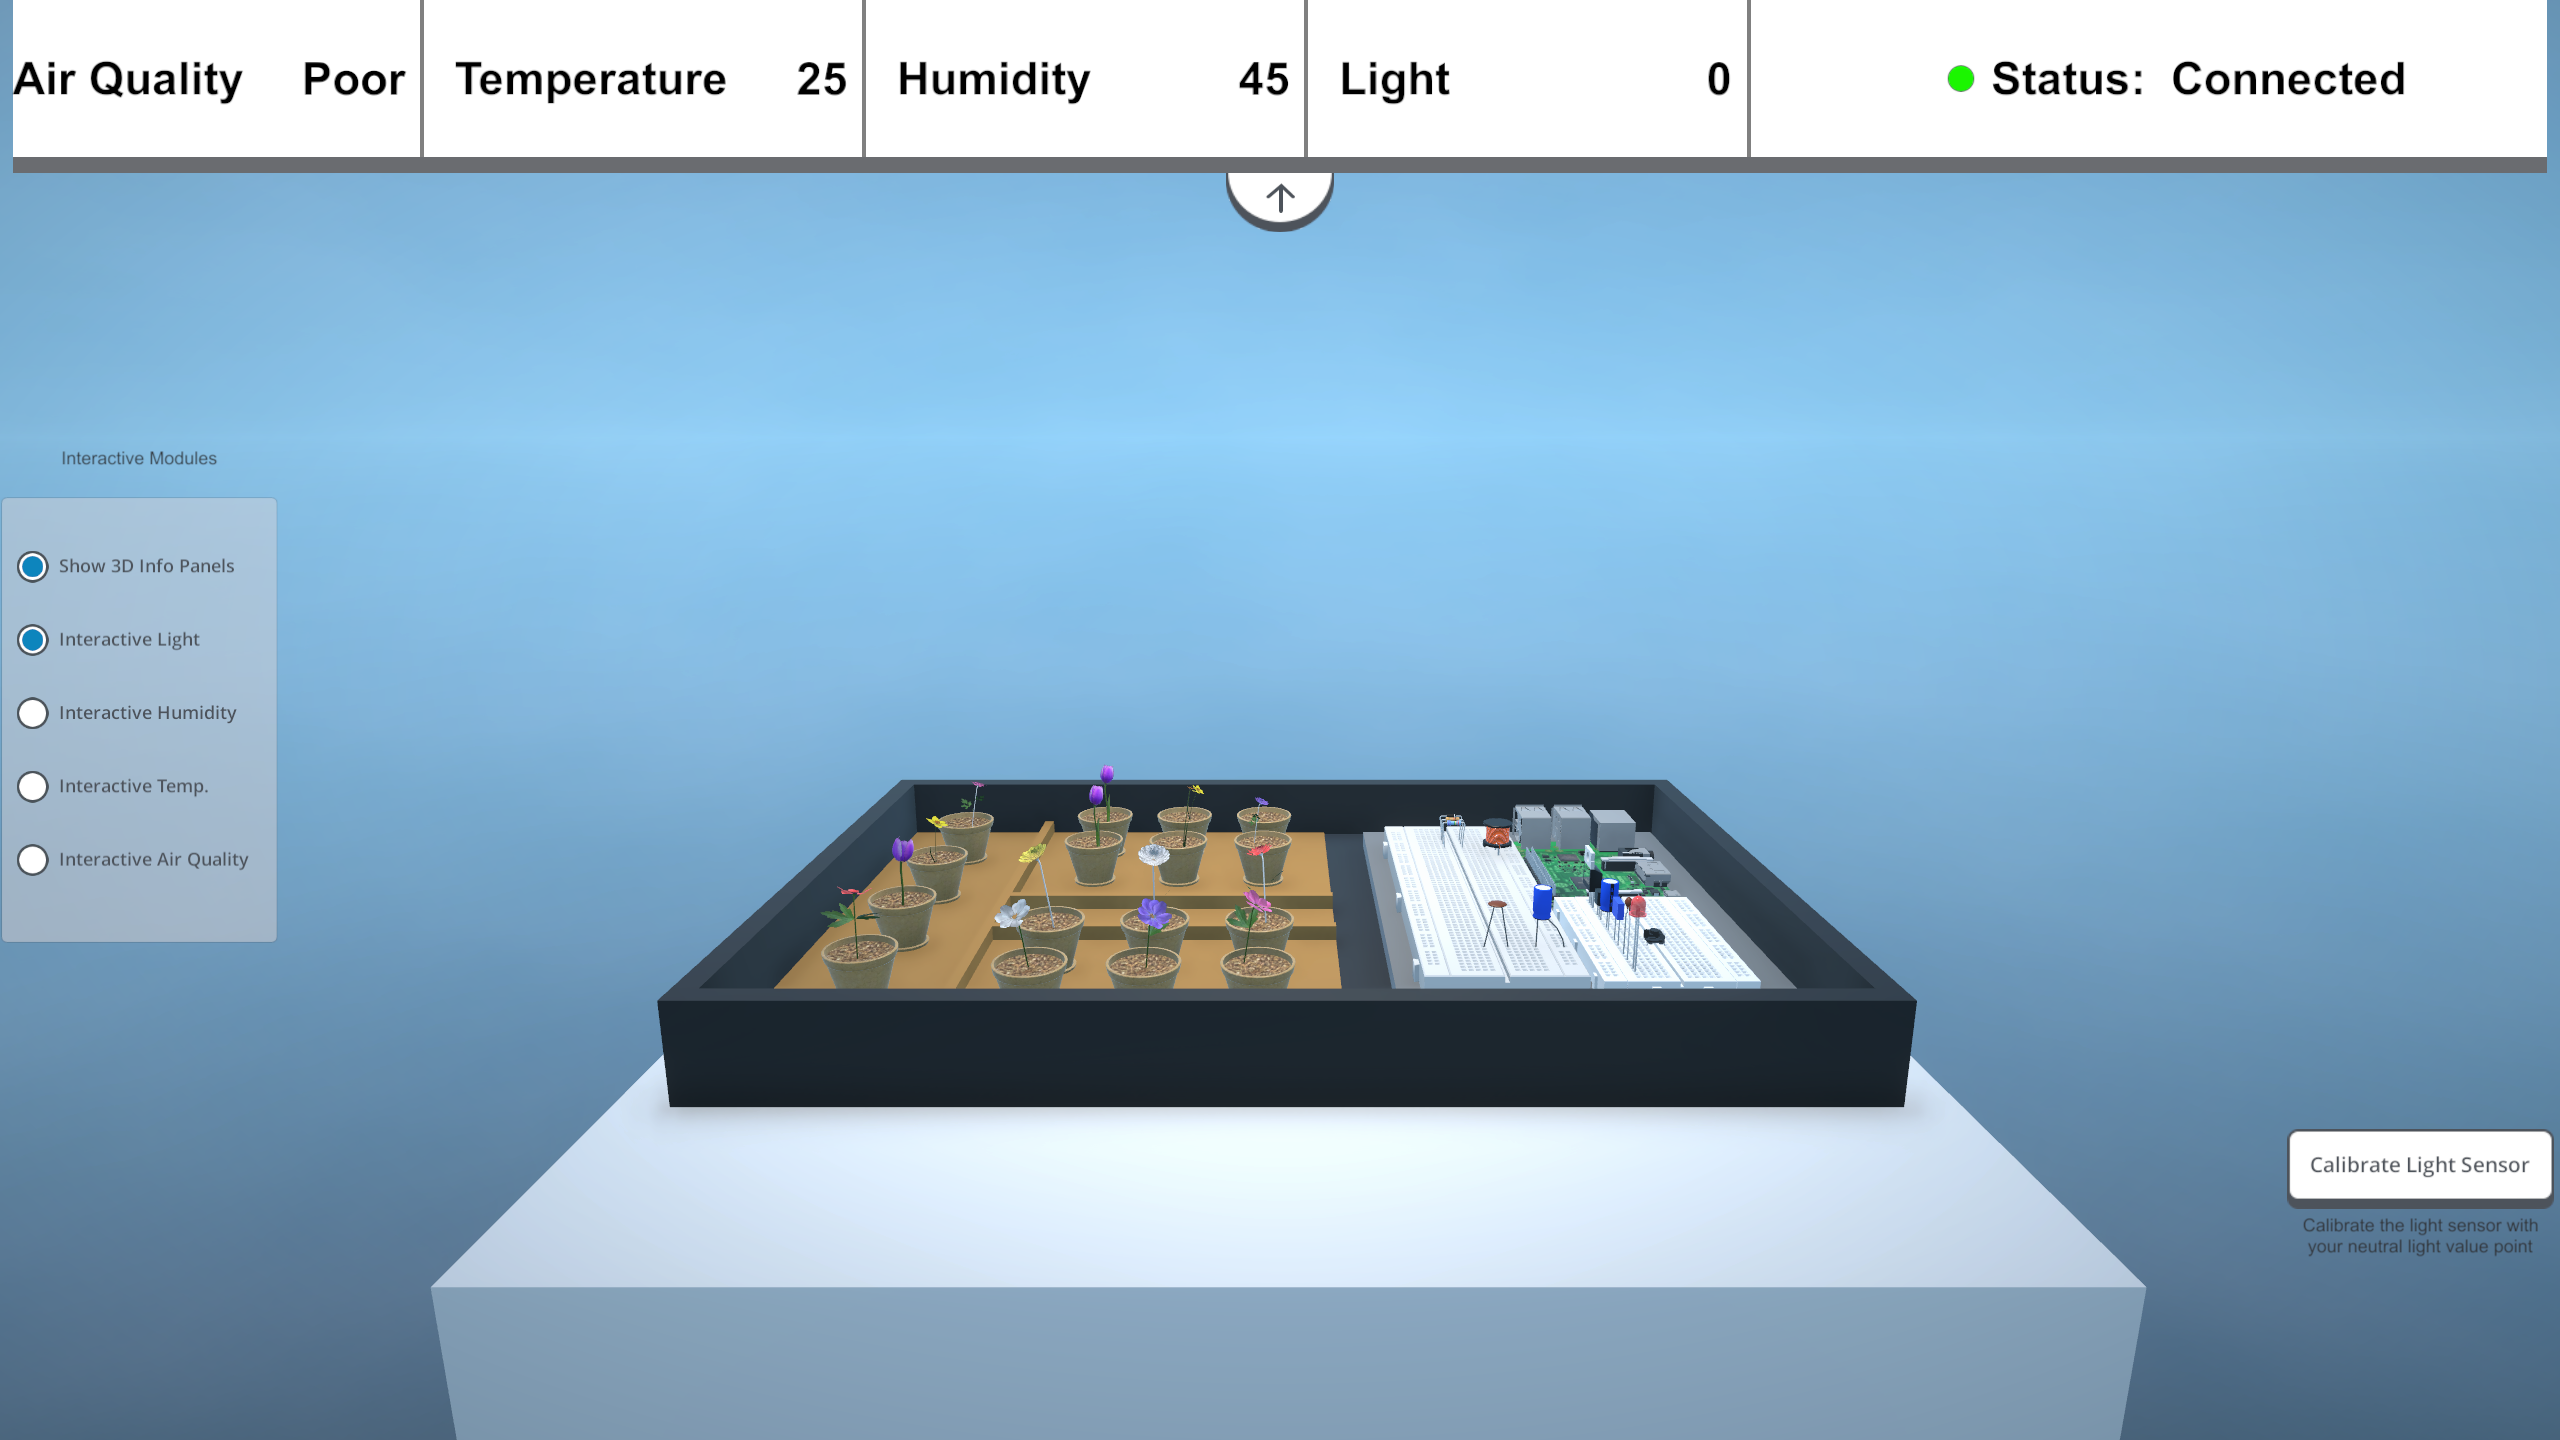 Air Quality Poor Temperature 25 Humidity 45 Light 0 Status: Connected
Interactive Modules
Show 3D Info Panels
Interactive Light
Interactive Humidity
Interactive Temp.
Interactive Air Quality
Calibrate Light Sensor
Calibrate the light sensor with
your neutral light value point